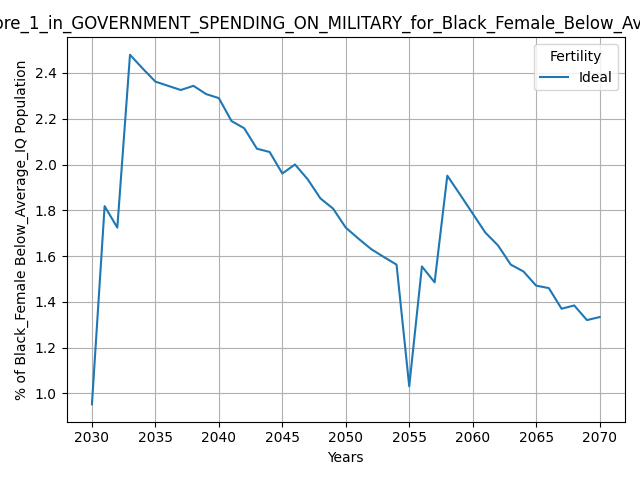 ore_1_in_GOVERNMENT_SPENDING_ON_MILITARY_for_Black_Female_Below_Av
Fertility
Ideal
% of Black_Female Below_Average_IQ Population
2.4
2.2
2.0
1.8
1.6
1.4
1.2
1.0
2030 2035 2040 2045 2050 2055 2060 2065 2070
Years